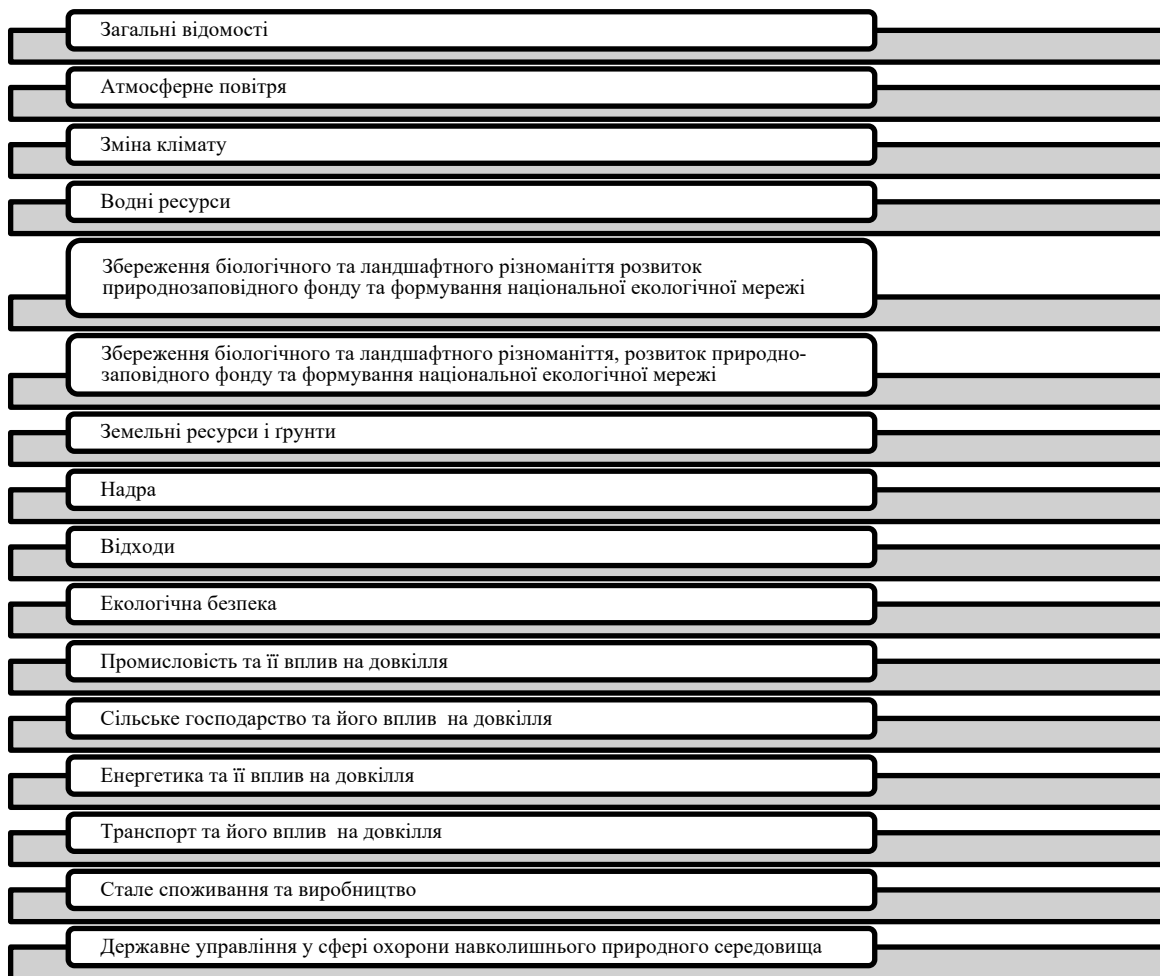 Загальні відомості
Атмосферне повітря
Зміна клімату
Водні ресурси
Збереження біологічного та ландшафтного різноманіття розвиток
природнозаповідного фонду та формування національної екологічної мережі
Збереження біологічного та ландшафтного різноманіття, розвиток природно-
заповідного фонду та формування національної екологічної мережі
Земельні ресурси і ґрунти
Надра
Відходи
Екологічна безпека
Промисловість та її вплив на довкілля
Сільське господарство та його вплив  на довкілля
Енергетика та її вплив на довкілля
Транспорт та його вплив  на довкілля
Стале споживання та виробництво
Державне управління у сфері охорони навколишнього природного середовища